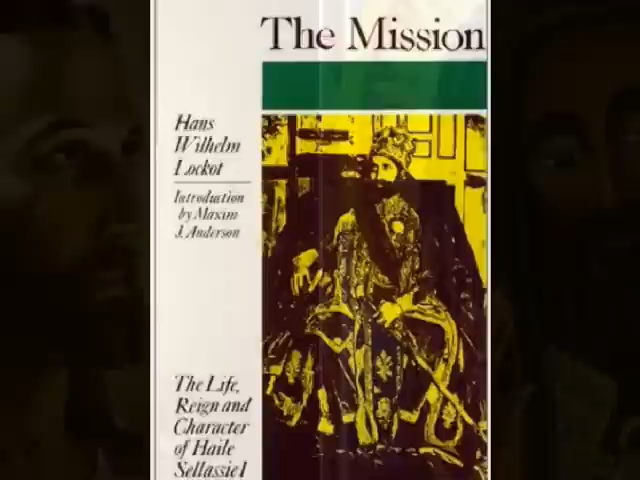 The Mission
Hans
Wilhelm
Lockot
Introduction
by Maxim
J. Anderson
The Life,
Reign and
Character
of Haile
Sellassie I